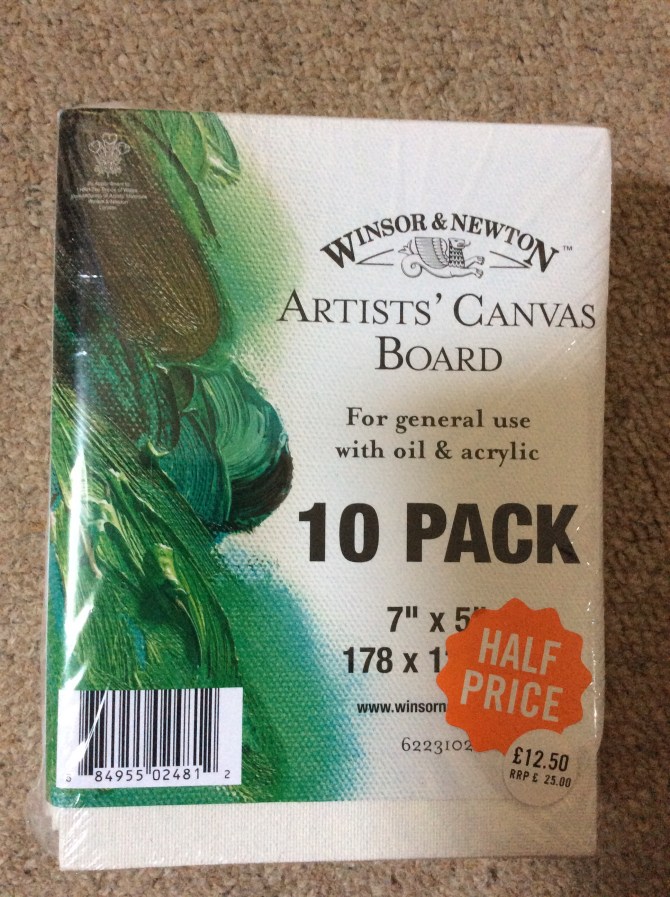 WINSOR & NEWTON ™
ARTISTS' CANVAS
BOARD
For general use
with oil & acrylic
10 PACK
7" x 5"
178 x 1
www.winsorn
6223102
HALF
PRICE
£12.50
RRP £ 25.00
84955 02481 2